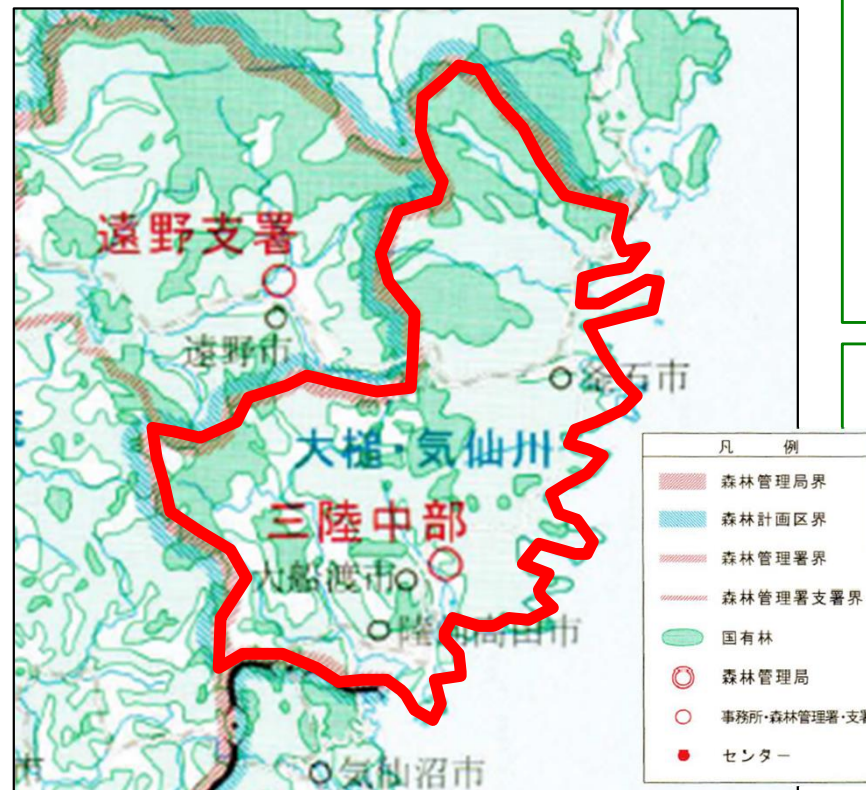 遠野支署
遠野市
釜石市
大槌・気仙川
三陸中部
大船渡市
陸前高田市
気仙沼市
市
凡 例
森林管理局界
森林計画区界
森林管理署界
森林管理署支署界
国有林
森林管理局
事務所・森林管理署・支署
センター